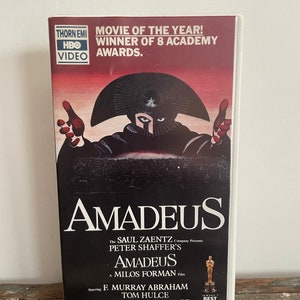 THORN EMI
HBO
VIDEO
MOVIE OF THE YEAR!
WINNER OF 8 ACADEMY
AWARDS.
AMADEUS
The SAUL ZAENTZ Company Presents
PETER SHAFFER'S
AMADEUS
A MILOS FORMAN Film
Starring F. MURRAY ABRAHAM
TOM HULCE
BEST